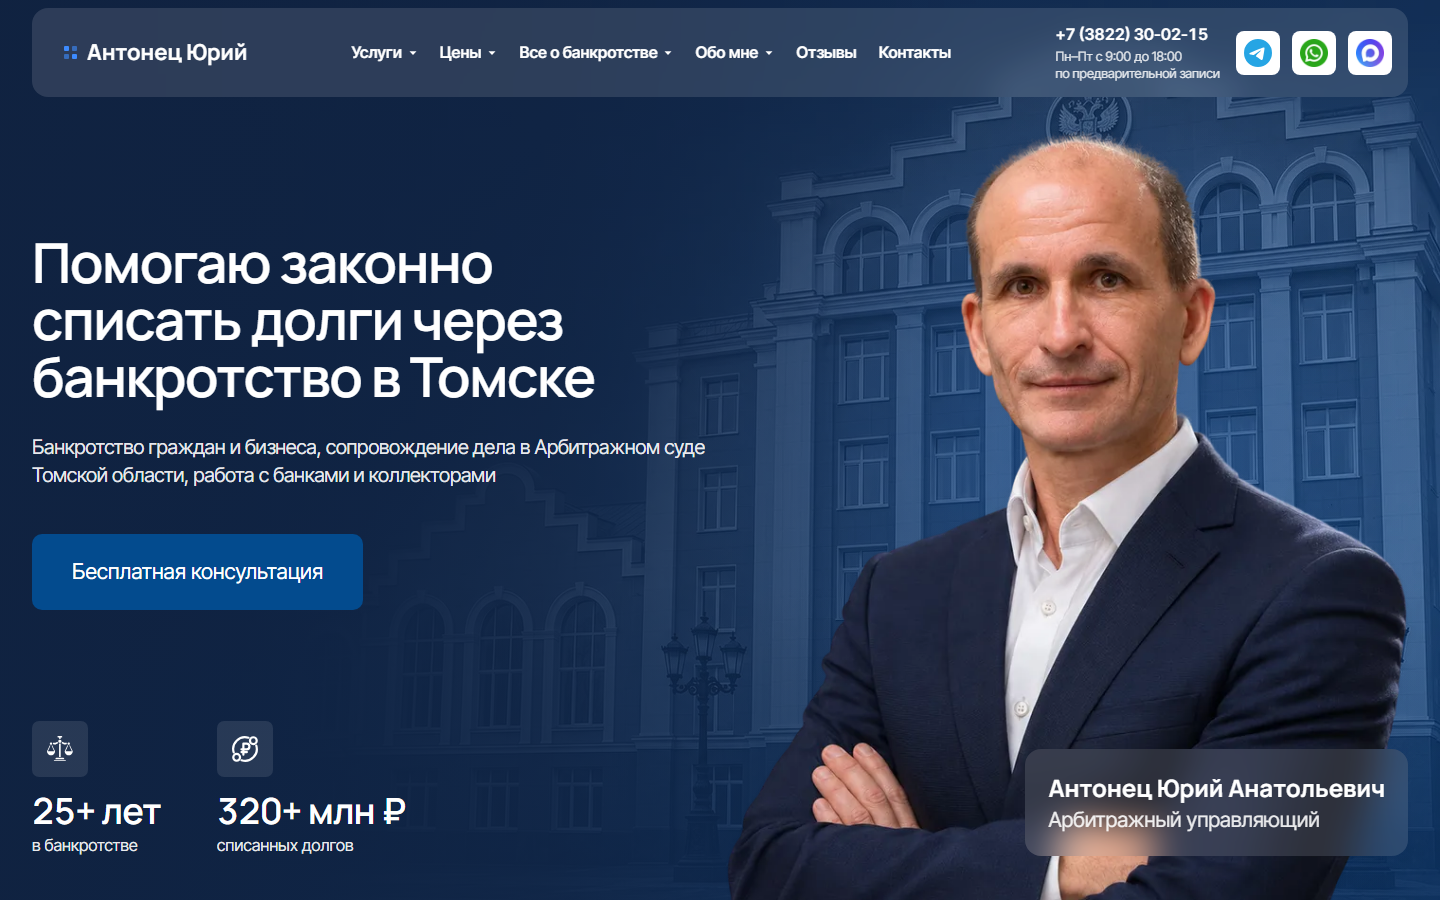 Антонец Юрий
Услуги
Цены
Все о банкротстве
Обо мне
Отзывы
Контакты
+7 (3822) 30-02-15
Пн–Пт с 9:00 до 18:00
по предварительной записи
Помогаю законно
списать долги через
банкротство в Томске
Банкротство граждан и бизнеса, сопровождение дела в Арбитражном суде
Томской области, работа с банками и коллекторами
Бесплатная консультация
25+ лет
в банкротстве
320+ млн ₽
списанных долгов
Антонец Юрий Анатольевич
Арбитражный управляющий